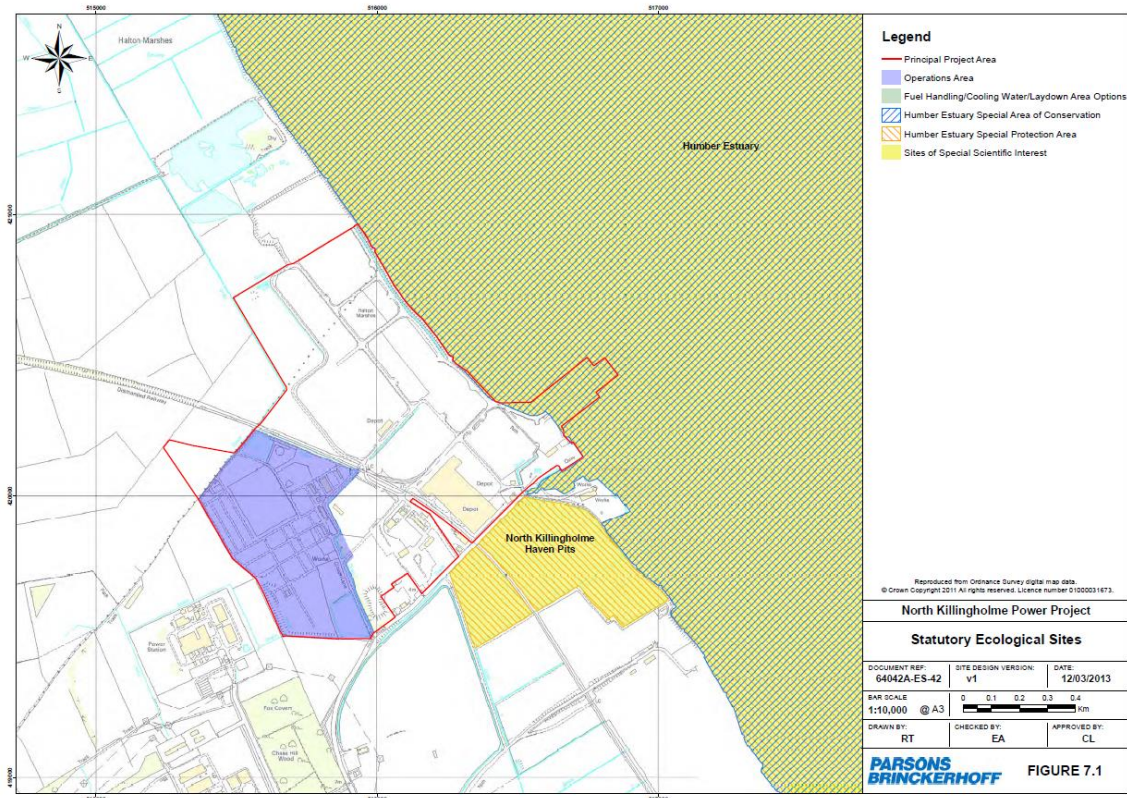 515000
516000
517000
N
W
E
S
Halton Marshes
Humber Estuary
421000
Halton
Marshes
Dismantled Railway
Depot
420000
Depot
Depot
Works
Works
Works
North Killingholme
Haven Pits
Power
Station
Fox Covert
Chase Hill
Wood
419000
Legend
Principal Project Area
Operations Area
Fuel Handling/Cooling Water/Laydown Area Options
Humber Estuary Special Area of Conservation
Humber Estuary Special Protection Area
Sites of Special Scientific Interest
Reproduced from Ordnance Survey digital map data.
© Crown Copyright 2011 All rights reserved. Licence number 0100031673.
North Killingholme Power Project
Statutory Ecological Sites
DOCUMENT REF: SITE DESIGN VERSION: DATE:
64042A-ES-42 v1 12/03/2013
BAR SCALE 0 0.1 0.2 0.3 0.4
1:10,000 @ A3 Km
DRAWN BY: CHECKED BY: APPROVED BY:
RT EA CL
PARSONS
BRINCKERHOFF FIGURE 7.1